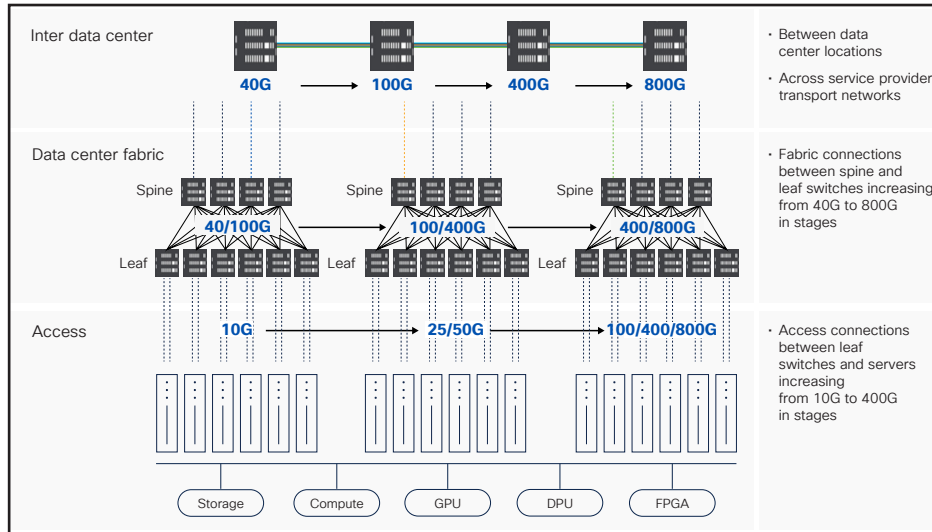 Inter data center
40G
100G
400G
800G
· Between data
center locations
· Across service provider
transport networks
Data center fabric
Spine
Spine
Spine
40/100G
100/400G
400/800G
Leaf
Leaf
Leaf
· Fabric connections
between spine and
leaf switches increasing
from 40G to 800G
in stages
Access
10G
25/50G
100/400/800G
· Access connections
between leaf
switches and servers
increasing
from 10G to 400G
in stages
Storage
Compute
GPU
DPU
FPGA